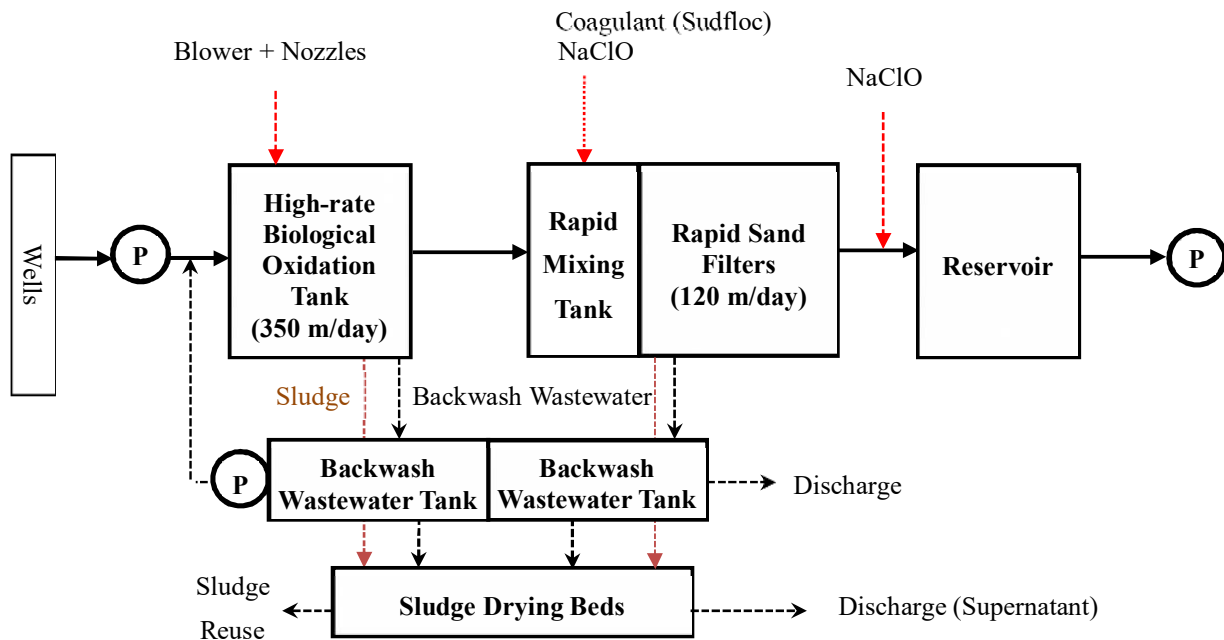 Coagulant (Sudfloc)
NaClO
Blower + Nozzles
NaClO
Wells
P
High-rate
Biological
Oxidation
Tank
(350 m/day)
Rapid
Mixing
Tank
Rapid Sand
Filters
(120 m/day)
Reservoir
P
Sludge
Backwash Wastewater
P
Backwash
Wastewater Tank
Backwash
Wastewater Tank
Discharge
Sludge
Reuse
Sludge Drying Beds
Discharge (Supernatant)